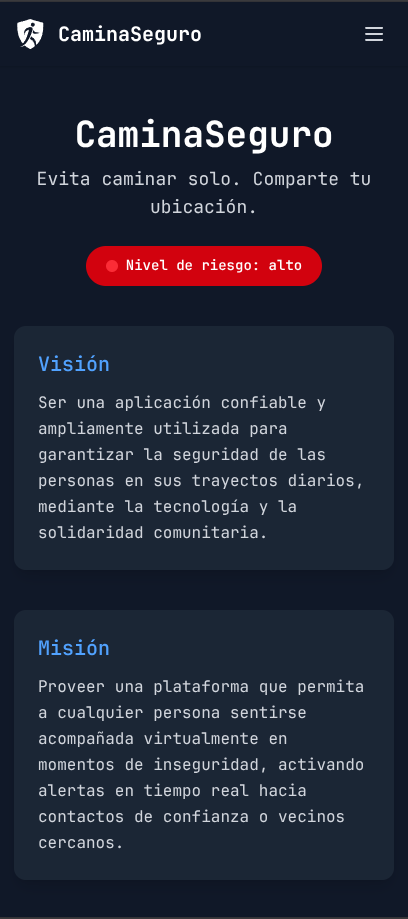 CaminaSeguro
CaminaSeguro
Evita caminar solo. Comparte tu
ubicación.
Nivel de riesgo: alto
Visión
Ser una aplicación confiable y
ampliamente utilizada para
garantizar la seguridad de las
personas en sus trayectos diarios,
mediante la tecnología y la
solidaridad comunitaria.
Misión
Proveer una plataforma que permita
a cualquier persona sentirse
acompañada virtualmente en
momentos de inseguridad, activando
alertas en tiempo real hacia
contactos de confianza o vecinos
cercanos.